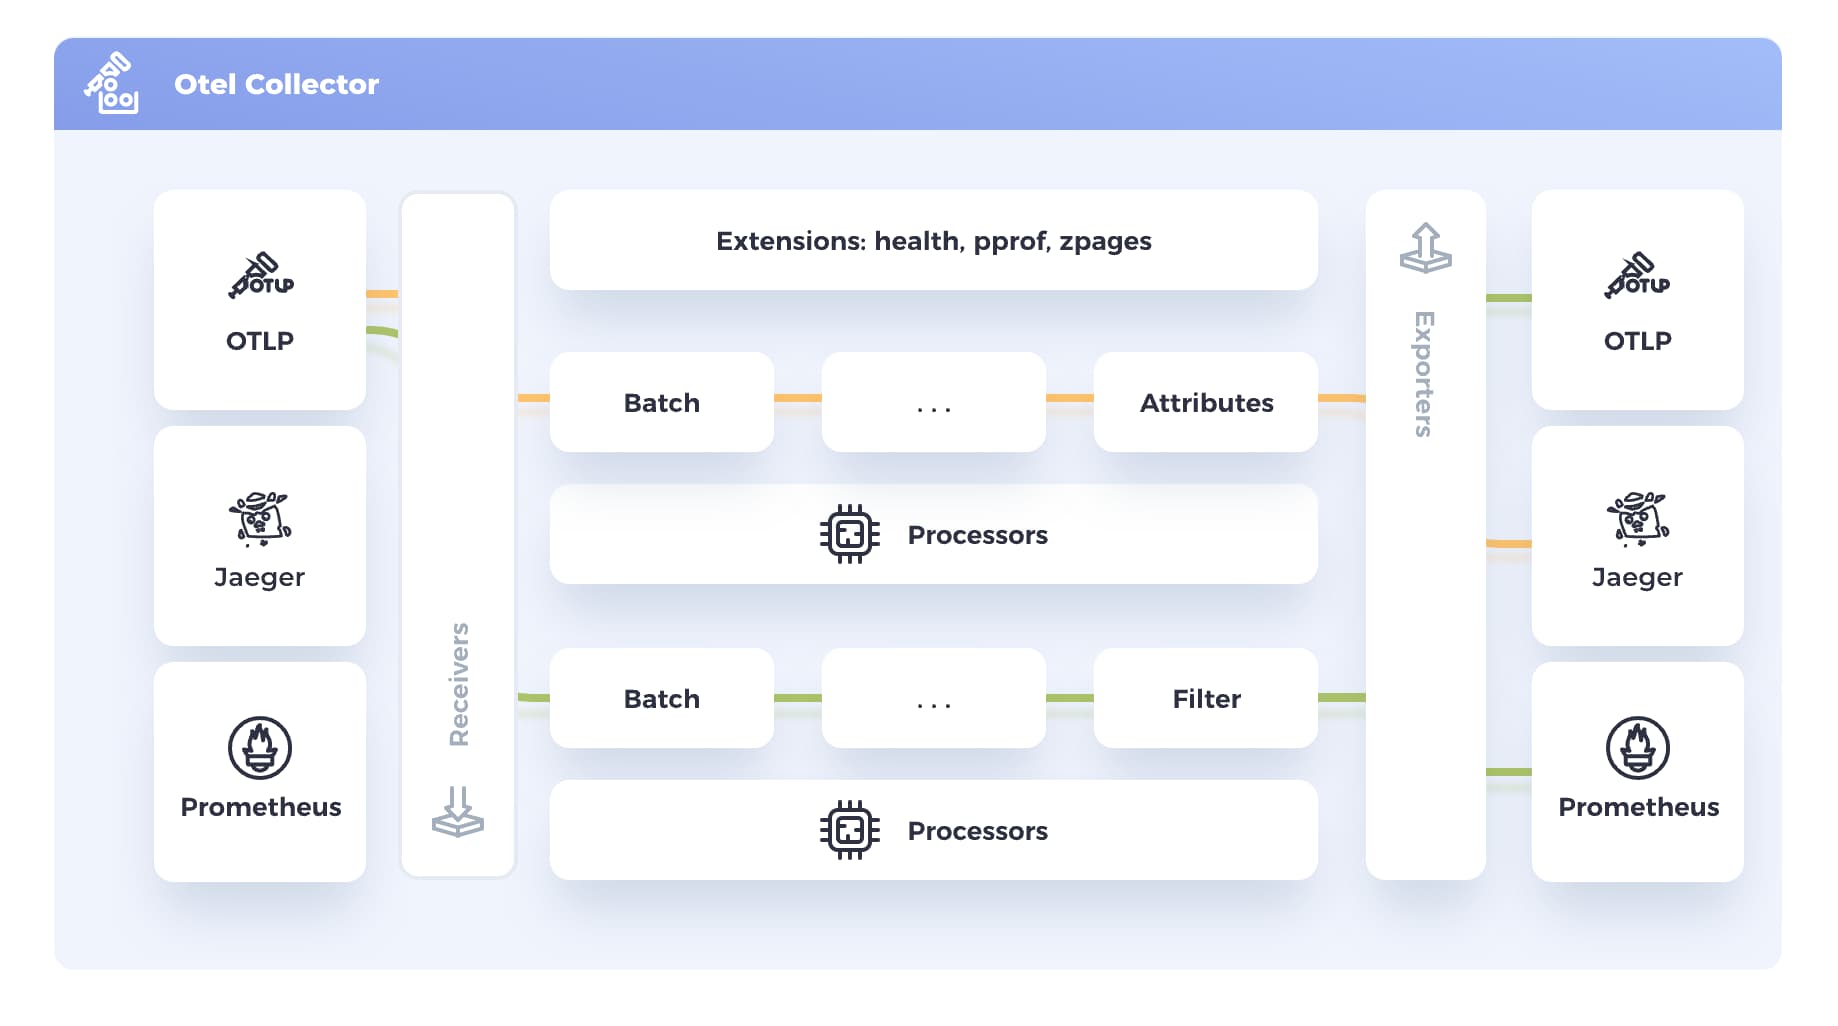 Otel Collector
OTLP
OTLP
Jaeger
Prometheus
Receivers
Extensions: health, pprof, zpages
Batch
. . .
Attributes
Processors
Batch
. . .
Filter
Processors
Exporters
OTLP
OTLP
Jaeger
Prometheus